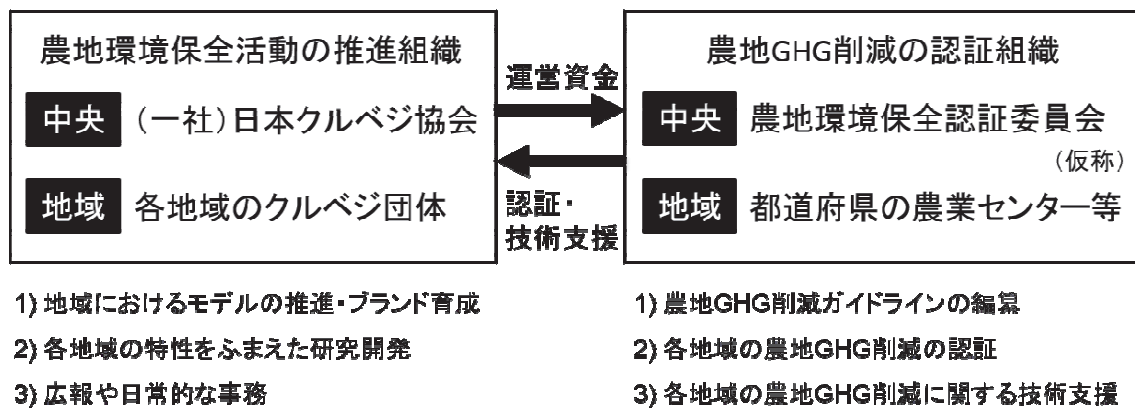 農地環境保全活動の推進組織
中央 (一社)日本クルベジ協会
地域 各地域のクルベジ団体
運営資金
認証・
技術支援
農地GHG削減の認証組織
中央 農地環境保全認証委員会
(仮称)
地域 都道府県の農業センター等
1) 地域におけるモデルの推進・ブランド育成
2) 各地域の特性をふまえた研究開発
3) 広報や日常的な事務
1) 農地GHG削減ガイドラインの編纂
2) 各地域の農地GHG削減の認証
3) 各地域の農地GHG削減に関する技術支援